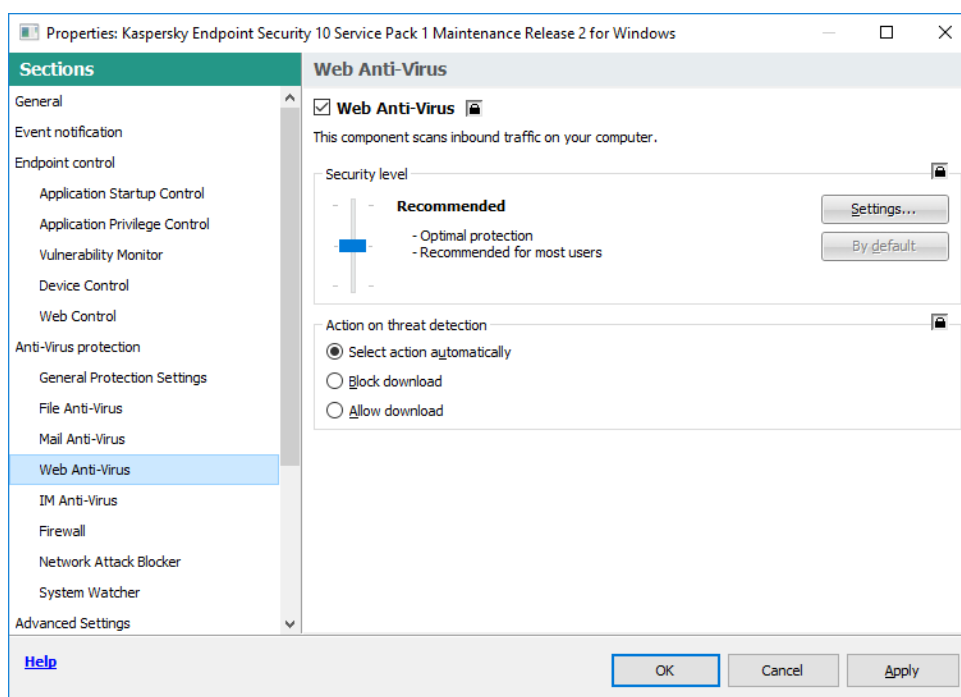 Properties: Kaspersky Endpoint Security 10 Service Pack 1 Maintenance Release 2 for Windows
Sections
General
Event notification
Endpoint control
Application Startup Control
Application Privilege Control
Vulnerability Monitor
Device Control
Web Control
Anti-Virus protection
General Protection Settings
File Anti-Virus
Mail Anti-Virus
Web Anti-Virus
IM Anti-Virus
Firewall
Network Attack Blocker
System Watcher
Advanced Settings
Web Anti-Virus
Web Anti-Virus
This component scans inbound traffic on your computer.
Security level
Recommended
- Optimal protection
- Recommended for most users
Settings...
By default
Action on threat detection
Select action automatically
Block download
Allow download
Help
OK
Cancel
Apply